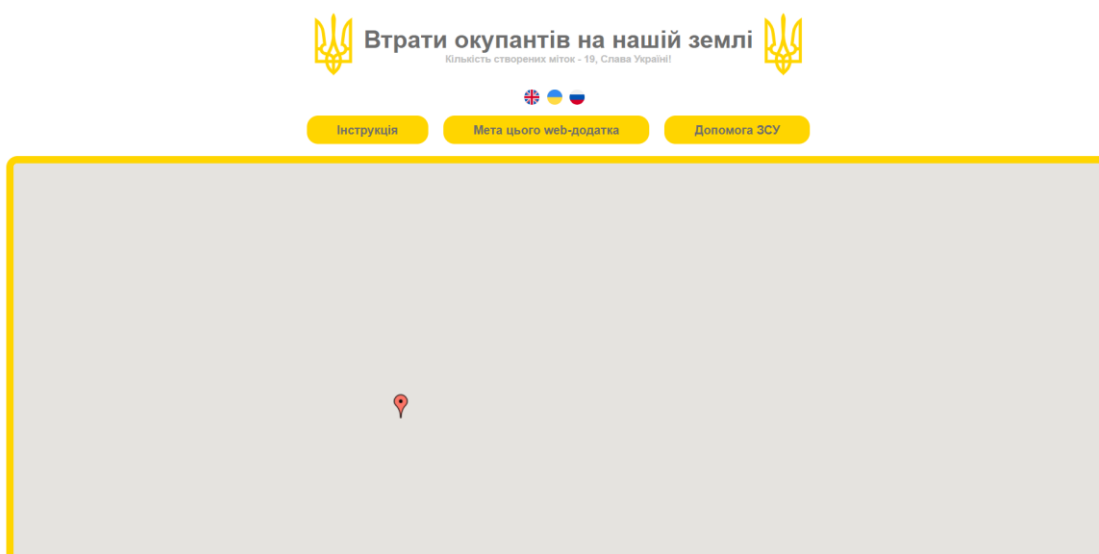 Втрати окупантів на нашій землі
Кількість створених міток - 19, Слава Україні!
Інструкція
Мета цього web-додатка
Допомога ЗСУ